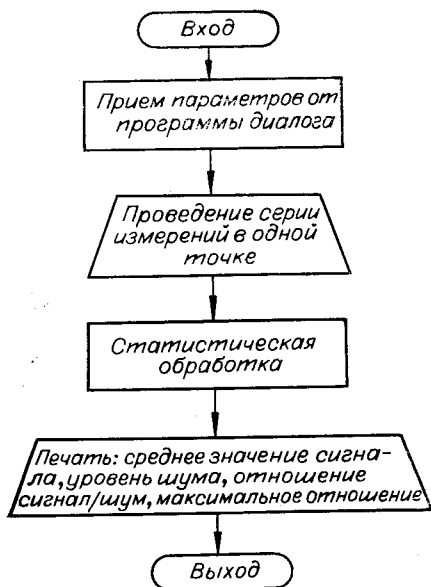 Вход
Прием параметров от
программы диалога
Проведение серии
измерений в одной
точке
Статистическая
обработка
Печать: среднее значение сигна-
ла, уровень шума, отношение
сигнал/шум, максимальное отношение
Выход